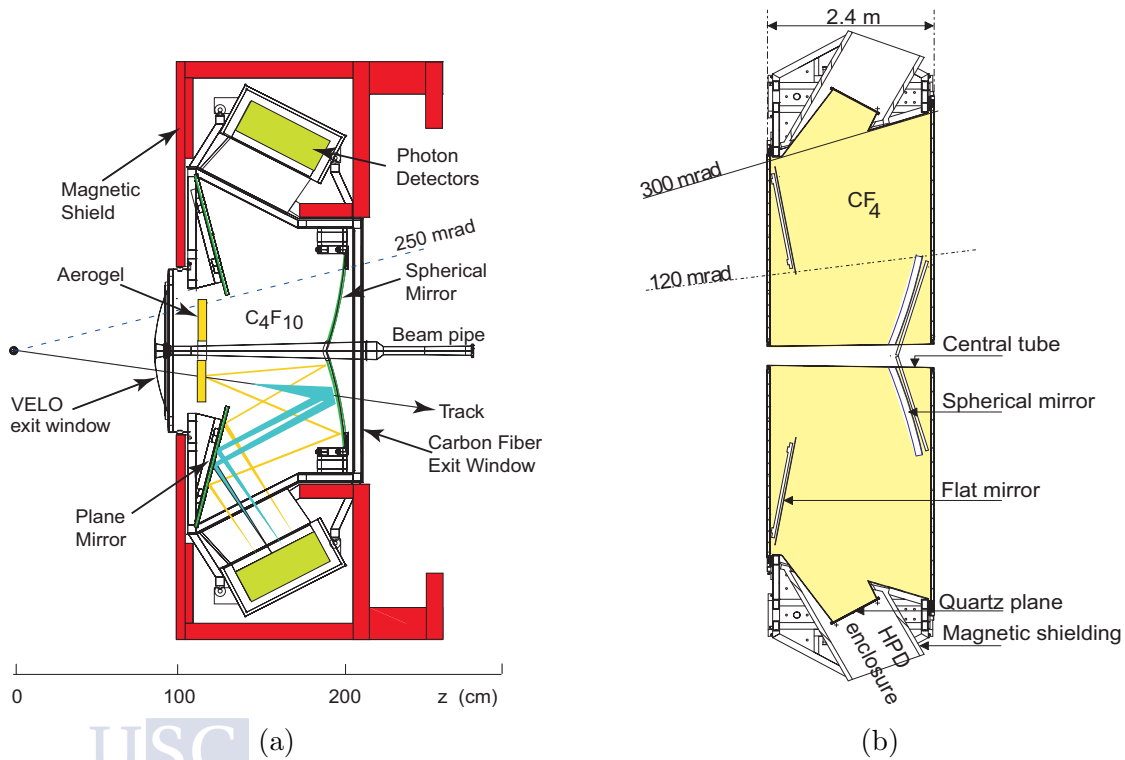 Magnetic
Shield
Aerogel
VELO
exit window
Plane
Mirror
Photon
Detectors
250 mrad
Spherical
Mirror
C4F10
Beam pipe
Track
Carbon Fiber
Exit Window
0
100
200
z (cm)
USC
(a)
2.4 m
300 mrad
CF4
120 mrad
Central tube
Spherical mirror
Flat mirror
Quartz plane
Magnetic shielding
HPD
enclosure
(b)